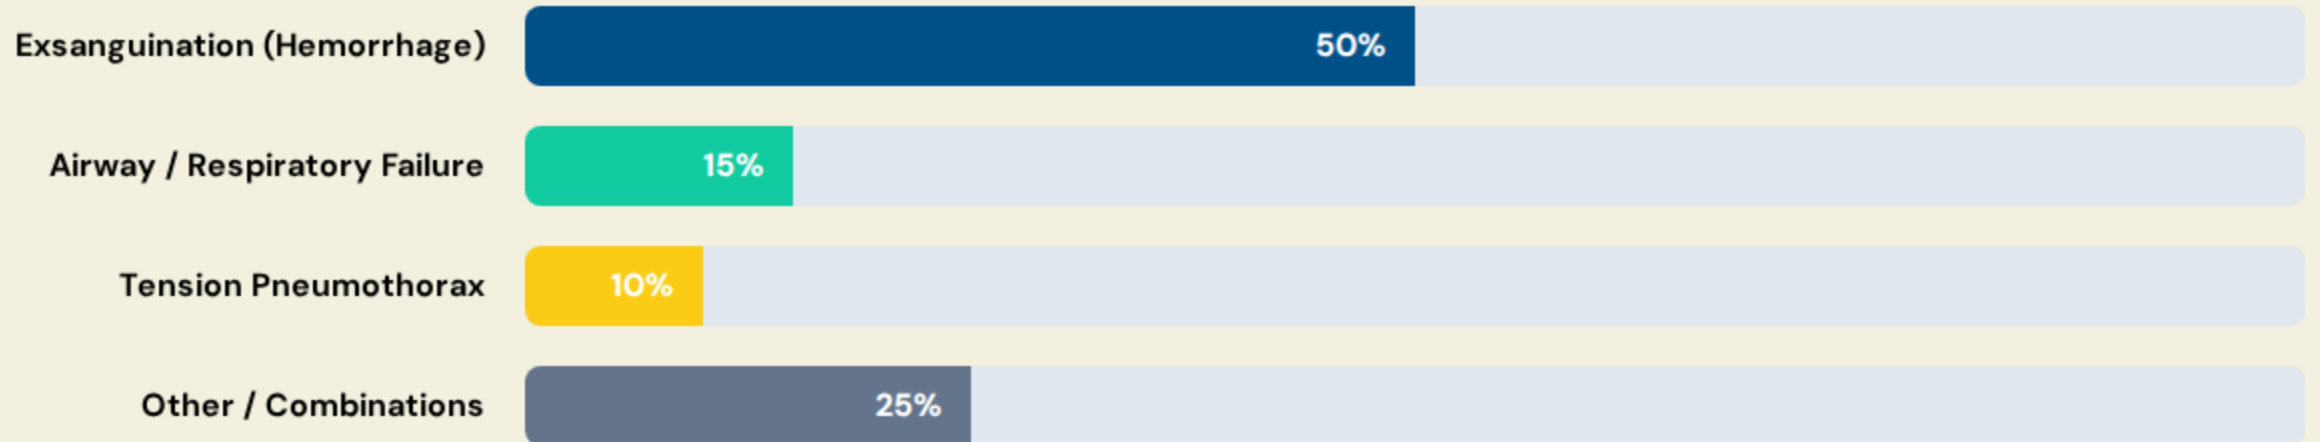 Exsanguination (Hemorrhage) 50%
Airway / Respiratory Failure 15%
Tension Pneumothorax 10%
Other / Combinations 25%